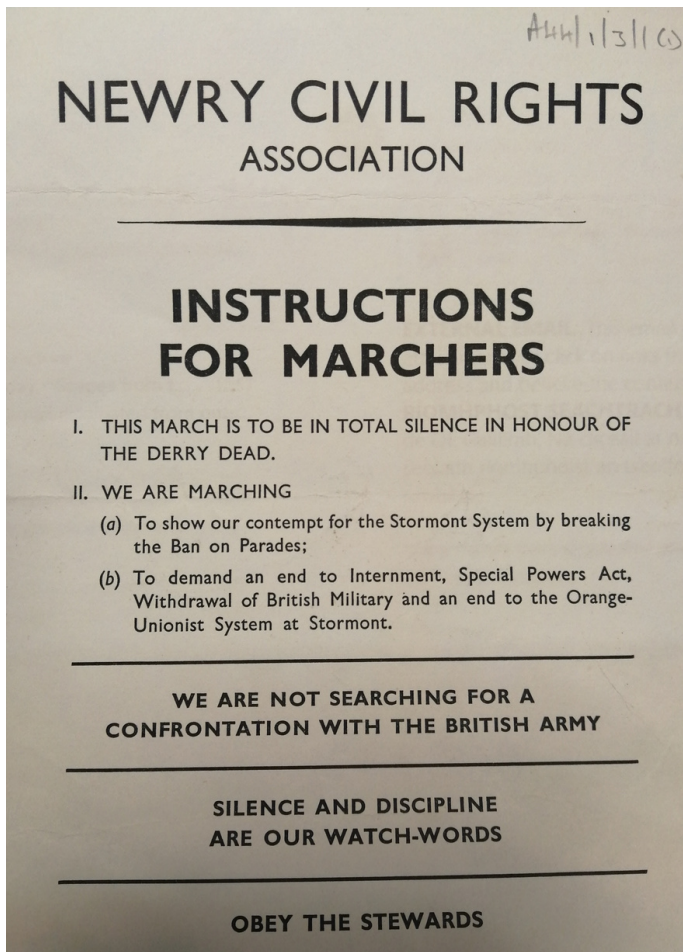 A44/1/3/1(1)
NEWRY CIVIL RIGHTS
ASSOCIATION
INSTRUCTIONS
FOR MARCHERS
I. THIS MARCH IS TO BE IN TOTAL SILENCE IN HONOUR OF
THE DERRY DEAD.
II. WE ARE MARCHING
(a) To show our contempt for the Stormont System by breaking
the Ban on Parades;
(b) To demand an end to Internment, Special Powers Act,
Withdrawal of British Military and an end to the Orange-
Unionist System at Stormont.
WE ARE NOT SEARCHING FOR A
CONFRONTATION WITH THE BRITISH ARMY
SILENCE AND DISCIPLINE
ARE OUR WATCH-WORDS
OBEY THE STEWARDS